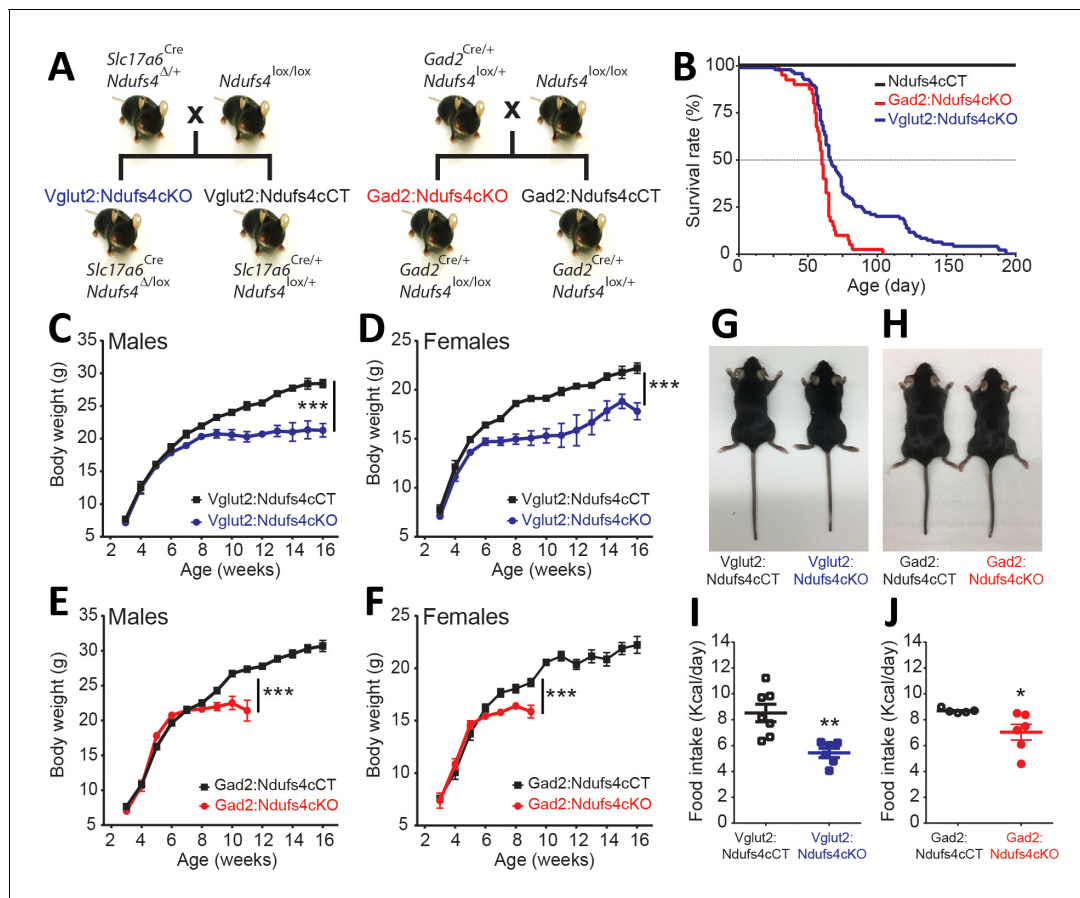 A
Slc17a6^Cre
Ndufs4^Δ/+
Ndufs4^lox/lox
X
Vglut2:Ndufs4cKO
Vglut2:Ndufs4cCT
Slc17a6^Cre
Ndufs4^Δ/lox
Slc17a6^Cre/+
Ndufs4^lox/+
Gad2^Cre/+
Ndufs4^lox/+
Ndufs4^lox/lox
X
Gad2:Ndufs4cKO
Gad2:Ndufs4cCT
Gad2^Cre/+
Ndufs4^lox/lox
Gad2^Cre/+
Ndufs4^lox/+
B
Survival rate (%)
100
75
50
25
0
Ndufs4cCT
Gad2:Ndufs4cKO
Vglut2:Ndufs4cKO
0 50 100 150 200
Age (day)
C
Males
Body weight (g)
35
30
25
20
15
10
5
***
Vglut2:Ndufs4cCT
Vglut2:Ndufs4cKO
2 4 6 8 10 12 14 16
Age (weeks)
D
Females
Body weight (g)
25
20
15
10
5
***
Vglut2:Ndufs4cCT
Vglut2:Ndufs4cKO
2 4 6 8 10 12 14 16
Age (weeks)
G
Vglut2:
Ndufs4cCT
Vglut2:
Ndufs4cKO
H
Gad2:
Ndufs4cCT
Gad2:
Ndufs4cKO
E
Males
Body weight (g)
35
30
25
20
15
10
5
***
Gad2:Ndufs4cCT
Gad2:Ndufs4cKO
2 4 6 8 10 12 14 16
Age (weeks)
F
Females
Body weight (g)
25
20
15
10
5
***
Gad2:Ndufs4cCT
Gad2:Ndufs4cKO
2 4 6 8 10 12 14 16
Age (weeks)
I
Food intake (Kcal/day)
14
12
10
8
6
4
2
0
**
Vglut2:
Ndufs4cCT
Vglut2:
Ndufs4cKO
J
Food intake (Kcal/day)
14
12
10
8
6
4
2
0
*
Gad2:
Ndufs4cCT
Gad2:
Ndufs4cKO